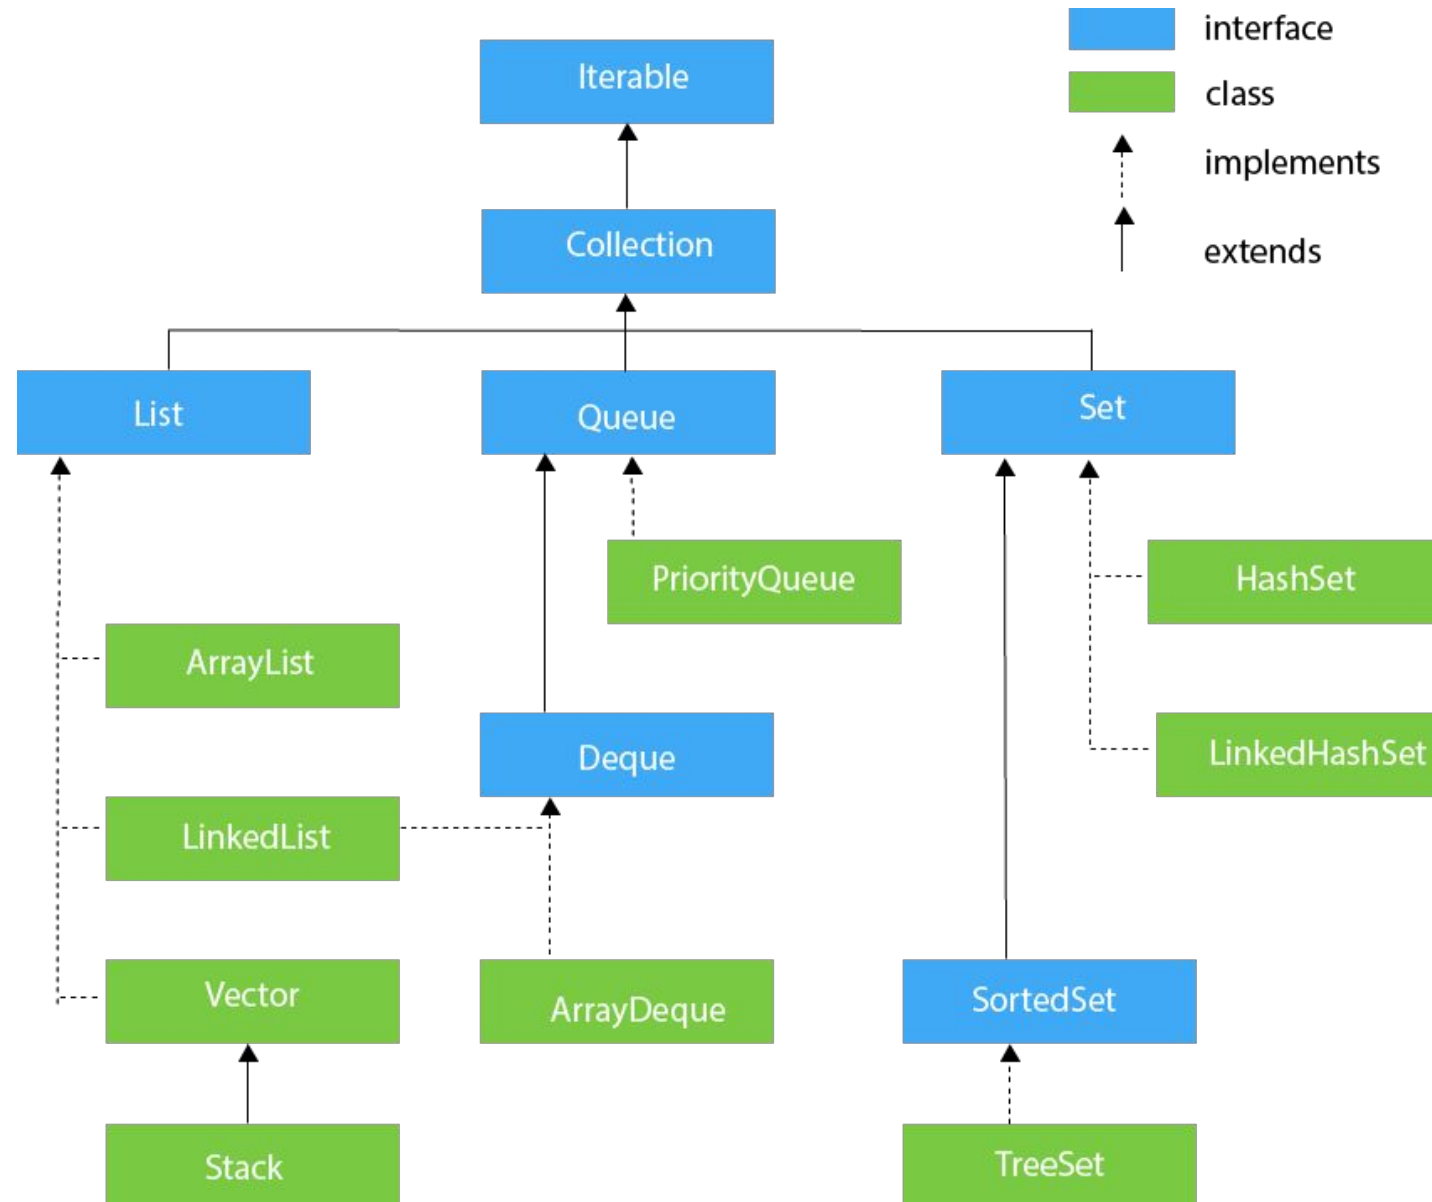 interface
Iterable
class
implements
Collection
extends
List
Queue
Set
PriorityQueue
HashSet
ArrayList
Deque
LinkedHashSet
LinkedList
Vector
ArrayDeque
SortedSet
Stack
TreeSet